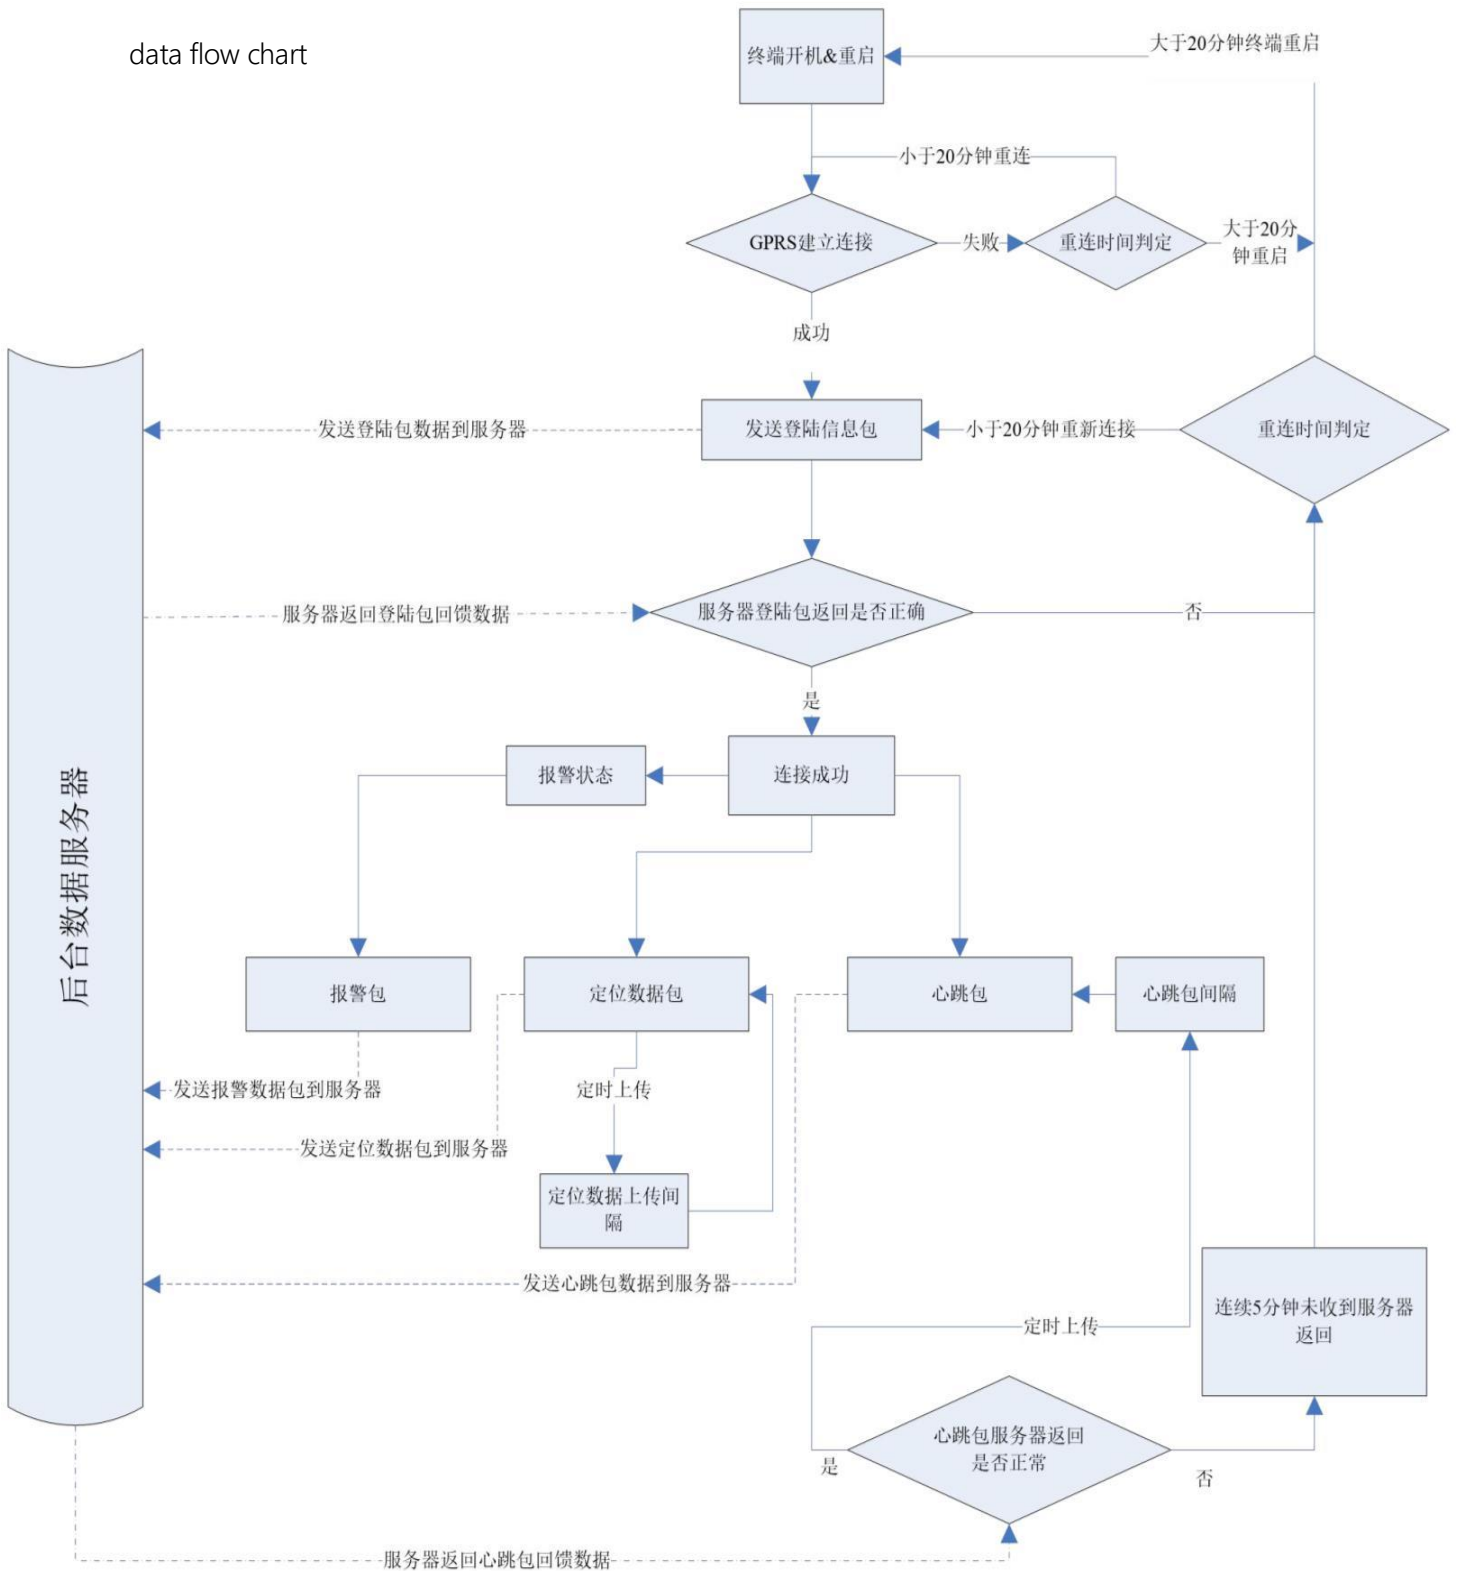 data flow chart
终端开机&重启
大于20分钟终端重启
小于20分钟重连
GPRS建立连接
失败
重连时间判定
大于20分
钟重启
成功
发送登陆包数据到服务器
发送登陆信息包
小于20分钟重新连接
重连时间判定
服务器返回登陆包回馈数据
服务器登陆包返回是否正确
否
是
报警状态
连接成功
后台数据服务器
报警包
定位数据包
心跳包
心跳包间隔
发送报警数据包到服务器
定时上传
发送定位数据包到服务器
定位数据上传间
隔
发送心跳包数据到服务器
定时上传
连续5分钟未收到服务器
返回
心跳包服务器返回
是否正常
是
否
服务器返回心跳包回馈数据